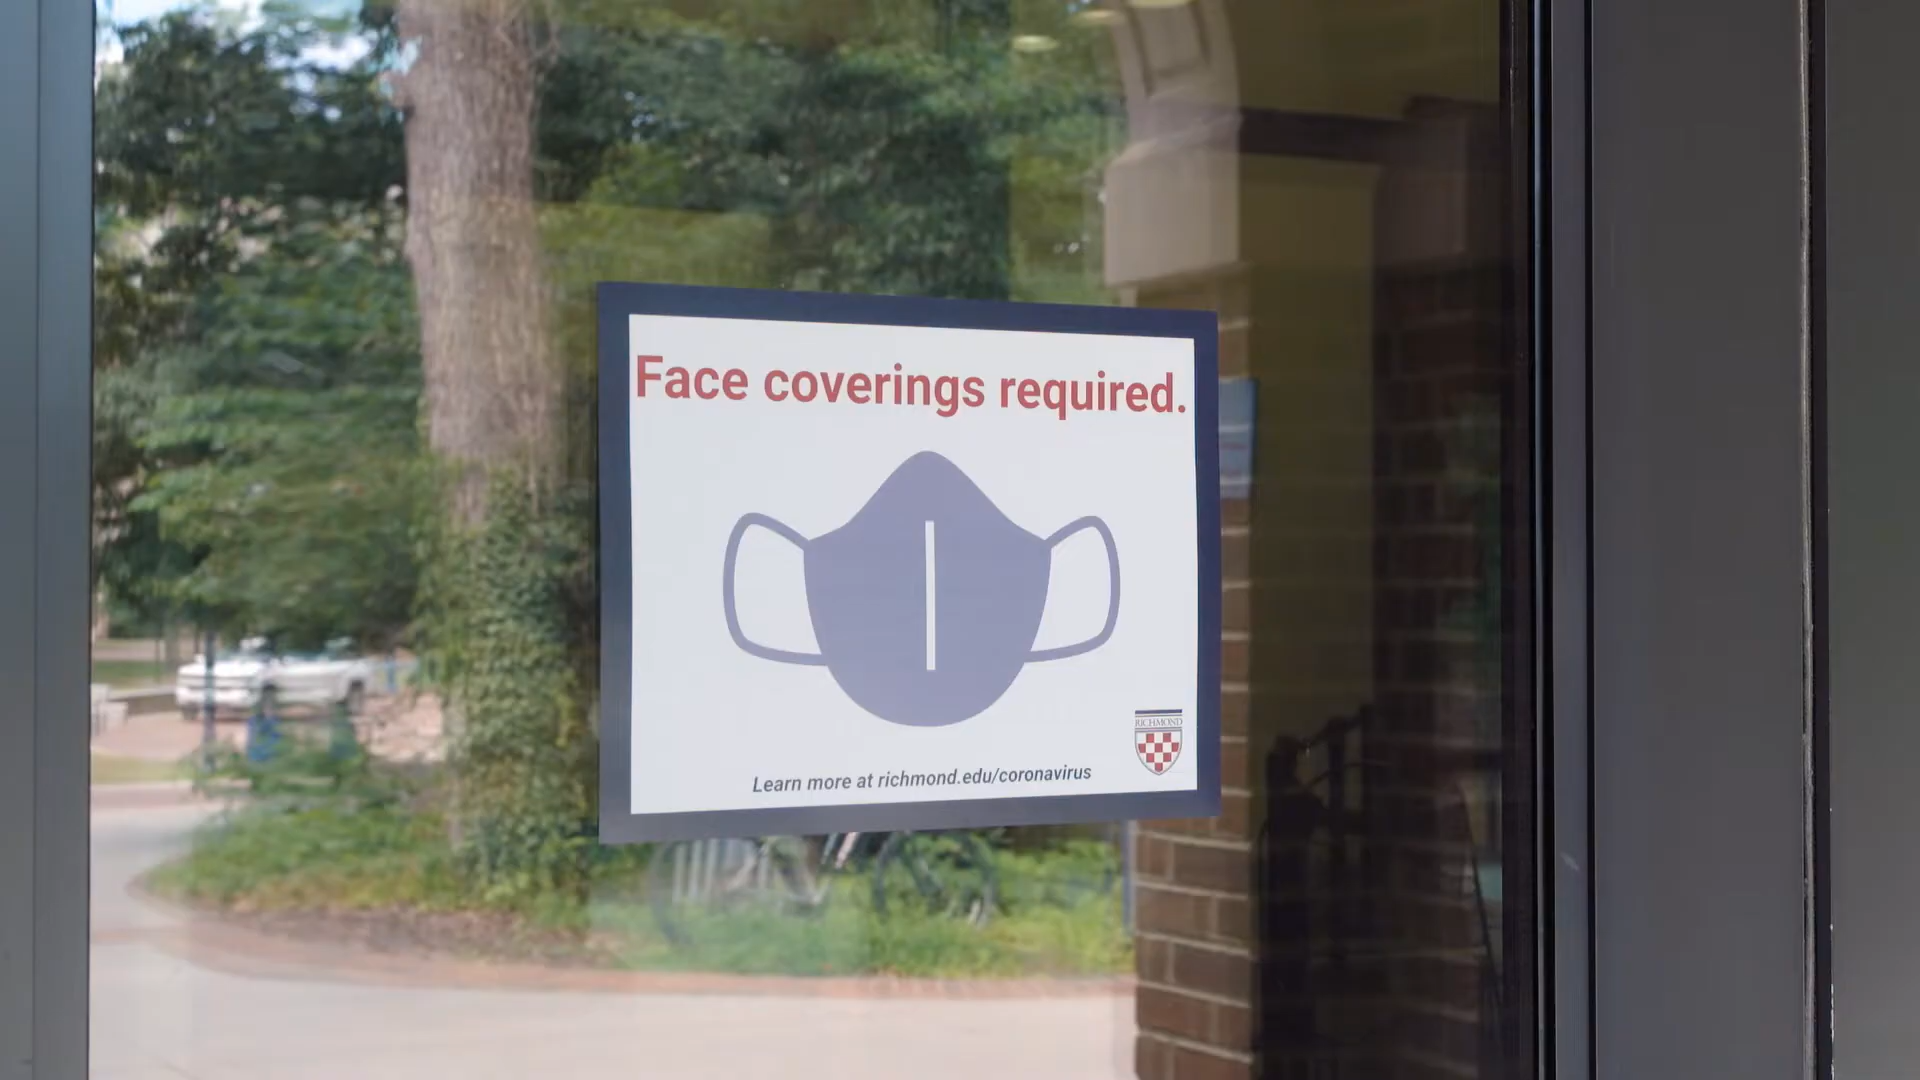 Face coverings required.
RICHMOND
Learn more at richmond.edu/coronavirus